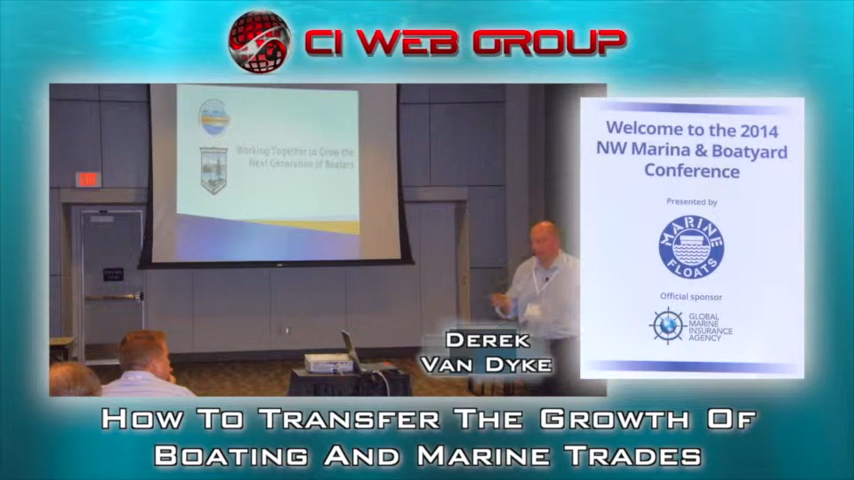 CI WEB GROUP
Working Together to Grow the
Next Generation of Boaters
EXIT
Welcome to the 2014
NW Marina & Boatyard
Conference
Presented by
MARINE
FLOATS
Official sponsor
GLOBAL
MARINE
INSURANCE
AGENCY
DEREK
VAN DYKE
HOW TO TRANSFER THE GROWTH OF
BOATING AND MARINE TRADES